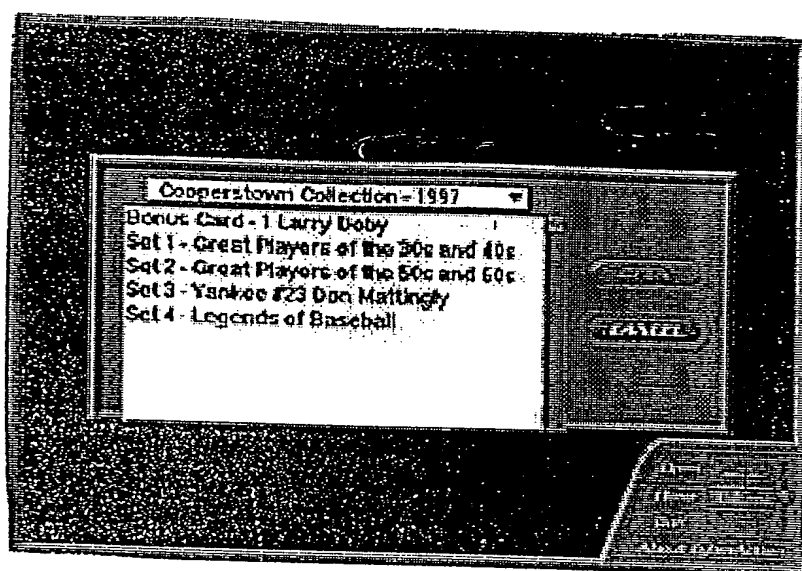 Cooperstown Collection - 1997
Bonus Card - 1 Larry Doby
Set 1 - Great Players of the 30s and 40s
Set 2 - Great Players of the 50s and 60s
Set 3 - Yankee #23 Don Mattingly
Set 4 - Legends of Baseball
CANCEL